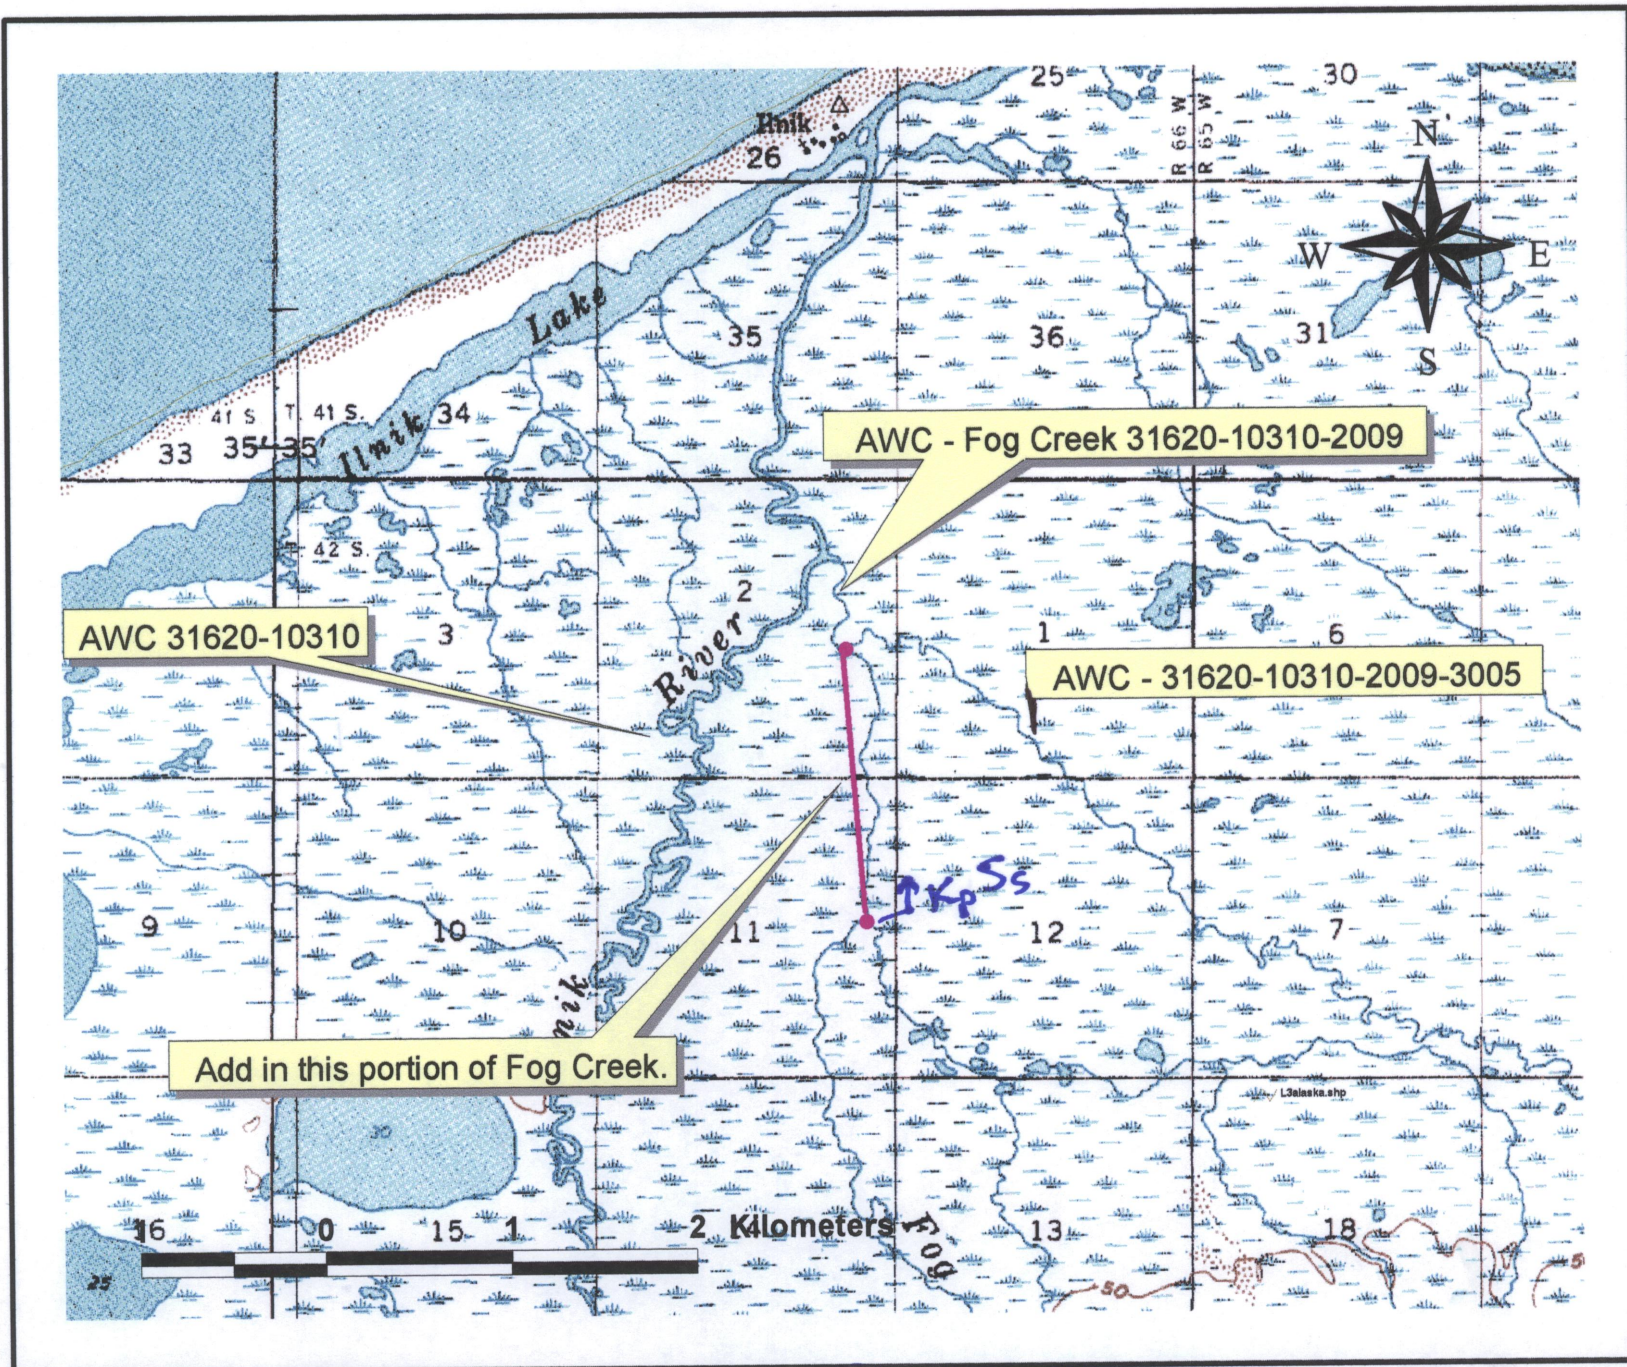 25
30
Ilnik
26
R 66 W
R 65 W
N
W
E
S
Lake
35
36
31
41 S
T. 41 S.
34
33
35'
35'
Ilnik
AWC - Fog Creek 31620-10310-2009
42 S.
2
AWC 31620-10310
3
River
1
6
AWC - 31620-10310-2009-3005
Kp Ss
9
10
11
12
7
nik
Add in this portion of Fog Creek.
L3alaska.shp
30
16
0
15
1
2 Kilometers
Fog
13
18
25
50
5